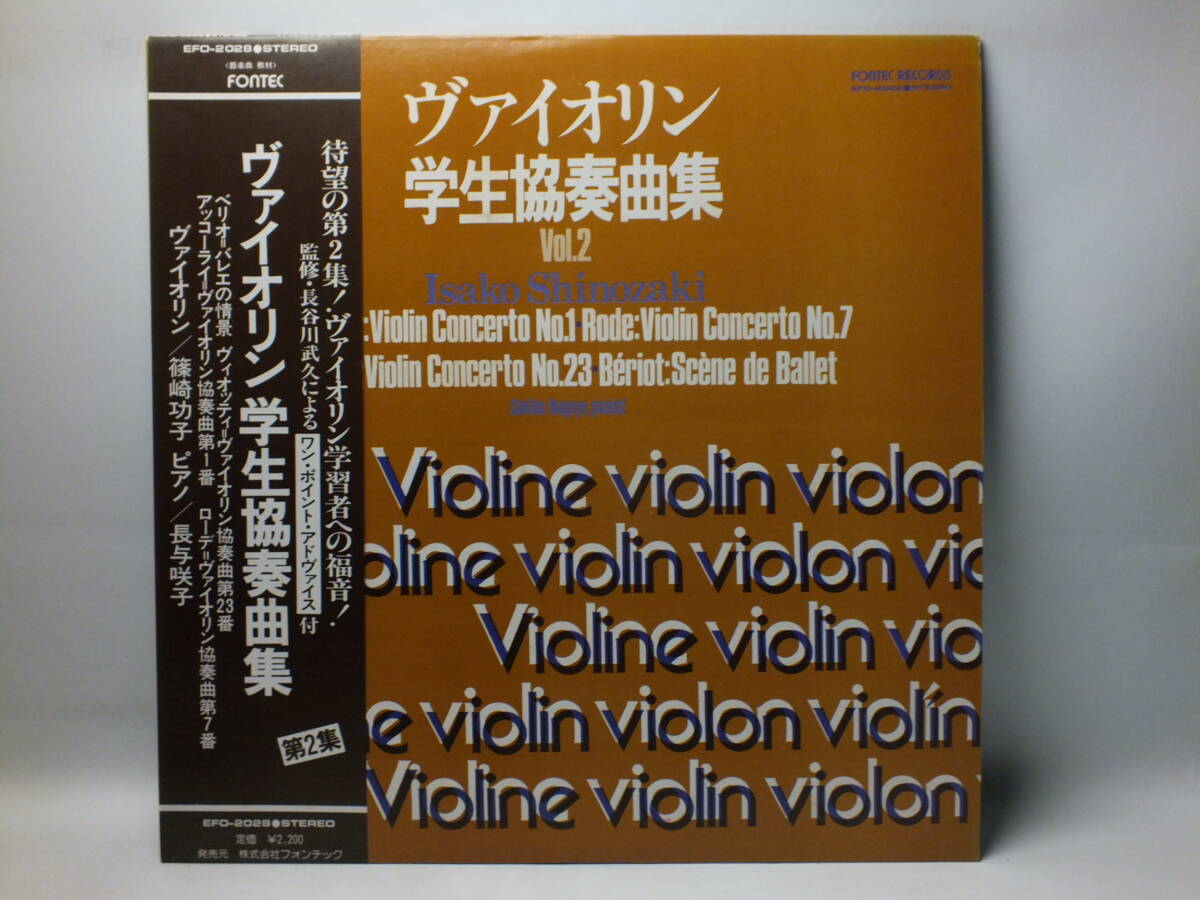 EFO-2028●STEREO
〈器楽曲 教材〉
FONTEC
待望の第2集!ヴァイオリン学習者への福音!
監修・長谷川武久による ワン・ポイント・アドヴァイス 付
ヴァイオリン学生協奏曲集
第2集
ベリオ=バレエの情景 ヴィオッティ=ヴァイオリン協奏曲第23番
アッコーライ=ヴァイオリン協奏曲第1番 ローデ=ヴァイオリン協奏曲第7番
ヴァイオリン/篠崎功子 ピアノ/長与咲子
EFO-2028●STEREO
定価 ¥2,200
発売元 株式会社フォンテック
FONTEC RECORDS
EFO-2028●STEREO
ヴァイオリン
学生協奏曲集
Vol.2
Isako Shinozaki
:Violin Concerto No.1・Rode:Violin Concerto No.7
Violin Concerto No.23・Bériot:Scène de Ballet
Violine violin violon
oline violin violon vic
Violine violin violo
e violin violon violin
Violine violin violon